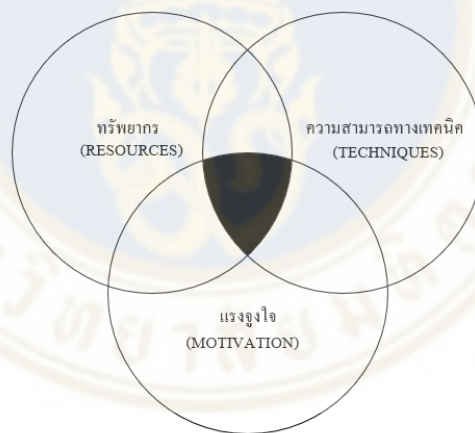 ทรัพยากร
(RESOURCES)
ความสามารถทางเทคนิค
(TECHNIQUES)
แรงจูงใจ
(MOTIVATION)